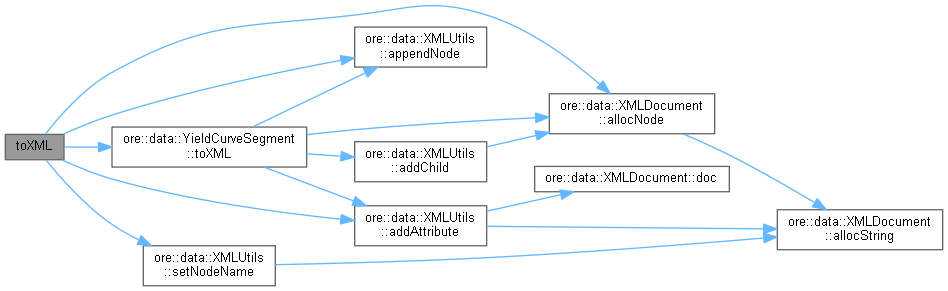 toXML
ore::data::YieldCurveSegment
::toXML
ore::data::XMLUtils
::appendNode
ore::data::XMLUtils
::addChild
ore::data::XMLUtils
::addAttribute
ore::data::XMLUtils
::setNodeName
ore::data::XMLDocument
::allocNode
ore::data::XMLDocument::doc
ore::data::XMLDocument
::allocString